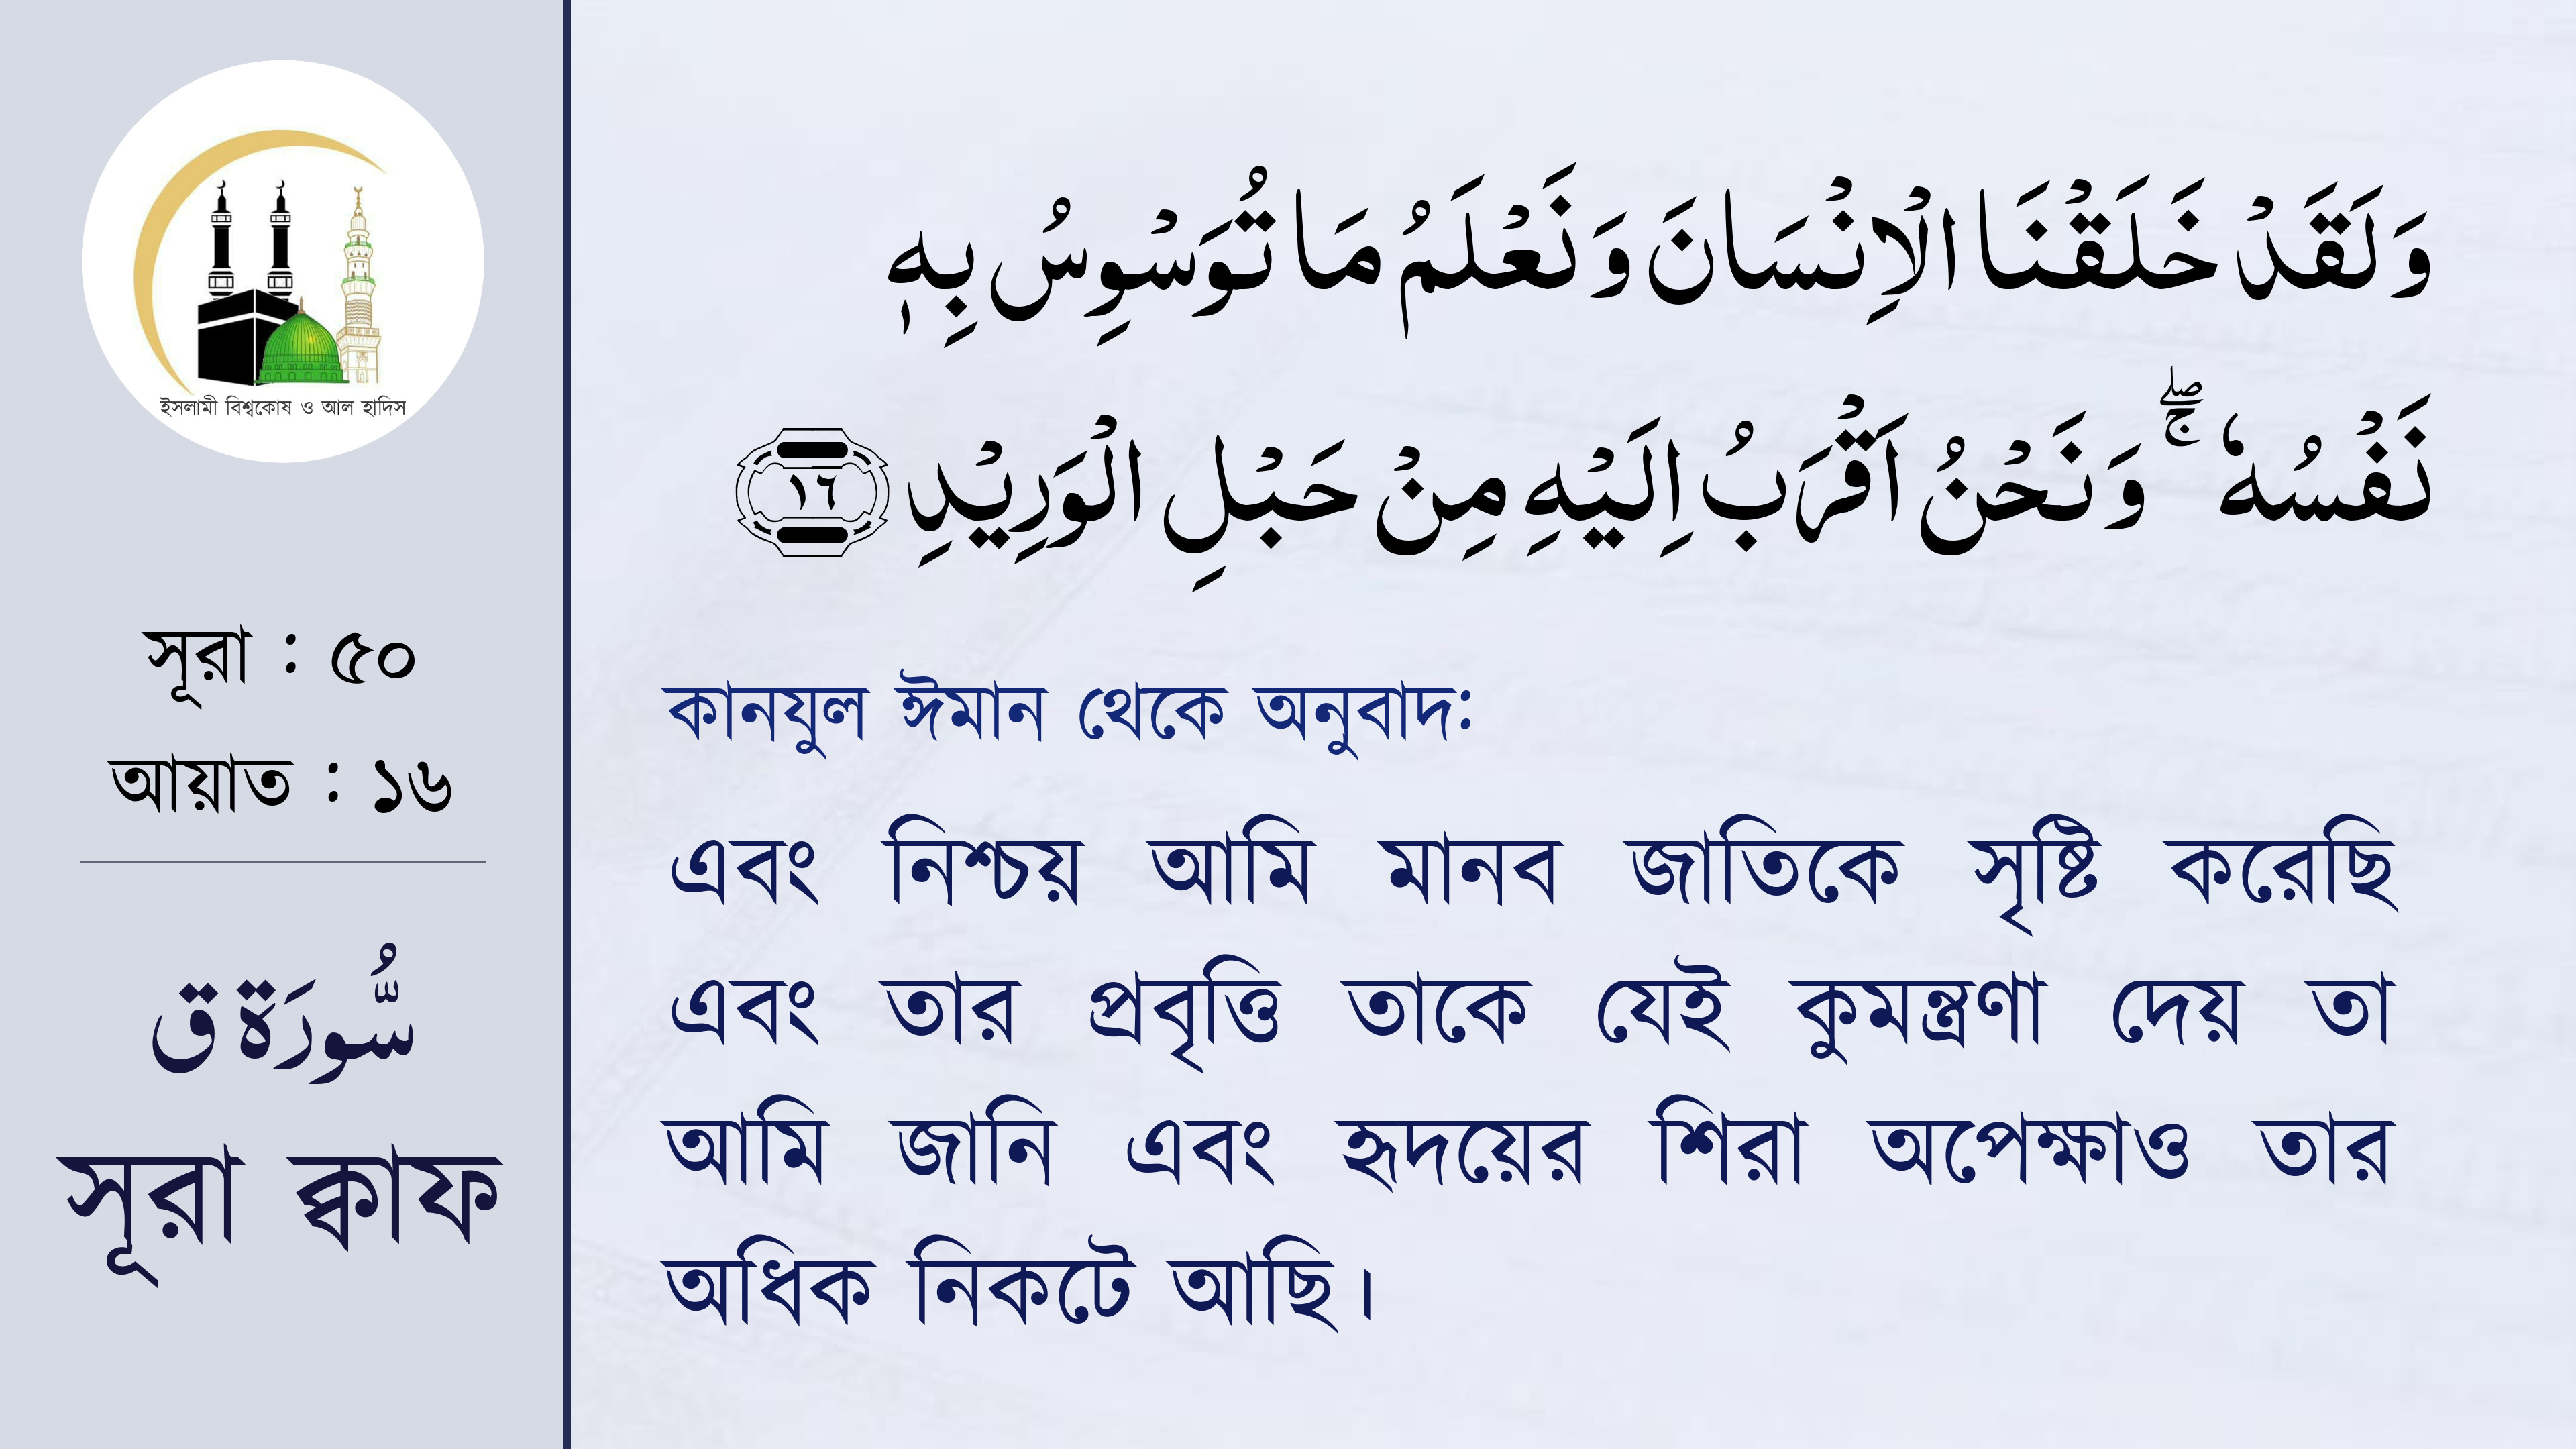 ইসলামী বিশ্বকোষ ও আল হাদিস
সূরা : ৫০
আয়াত : ১৬
سُّورَة ق
সূরা ক্বাফ
وَلَقَدْ خَلَقْنَا الْاِنْسَانَ وَنَعْلَمُ مَا تُوَسْوِسُ بِهٖ
نَفْسُهٗ ۚۖ وَنَحْنُ اَقْرَبُ اِلَيْهِ مِنْ حَبْلِ الْوَرِيْدِ ١٦
কানযুল ঈমান থেকে অনুবাদ:
এবং নিশ্চয় আমি মানব জাতিকে সৃষ্টি করেছি
এবং তার প্রবৃত্তি তাকে যেই কুমন্ত্রণা দেয় তা
আমি জানি এবং হৃদয়ের শিরা অপেক্ষাও তার
অধিক নিকটে আছি।